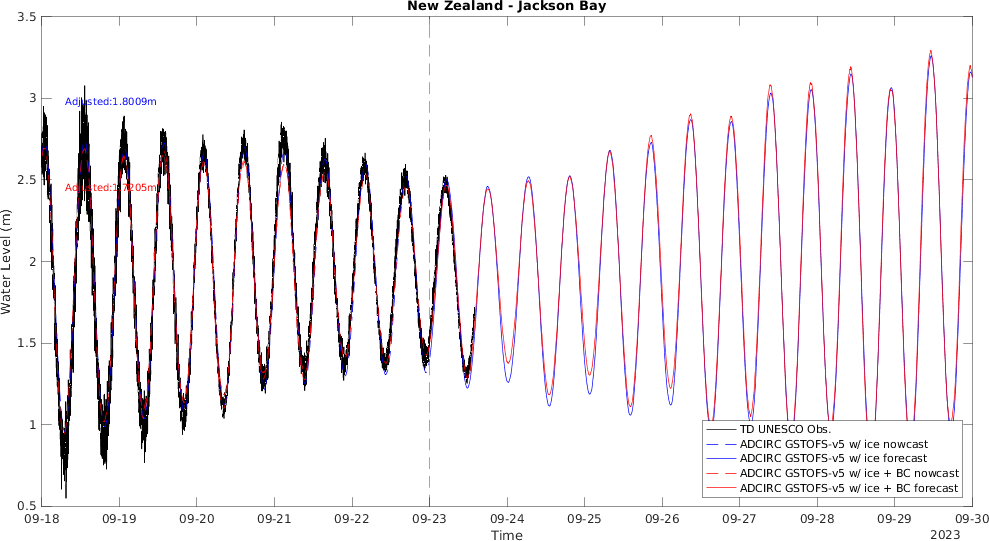 New Zealand - Jackson Bay
3.5
3
2.5
2
1.5
1
0.5
Water Level (m)
Adjusted:1.8009m
Adjusted:1.7205m
TD UNESCO Obs.
ADCIRC GSTOFS-v5 w/ ice nowcast
ADCIRC GSTOFS-v5 w/ ice forecast
ADCIRC GSTOFS-v5 w/ ice + BC nowcast
ADCIRC GSTOFS-v5 w/ ice + BC forecast
09-18 09-19 09-20 09-21 09-22 09-23 09-24 09-25 09-26 09-27 09-28 09-29 09-30
Time
2023